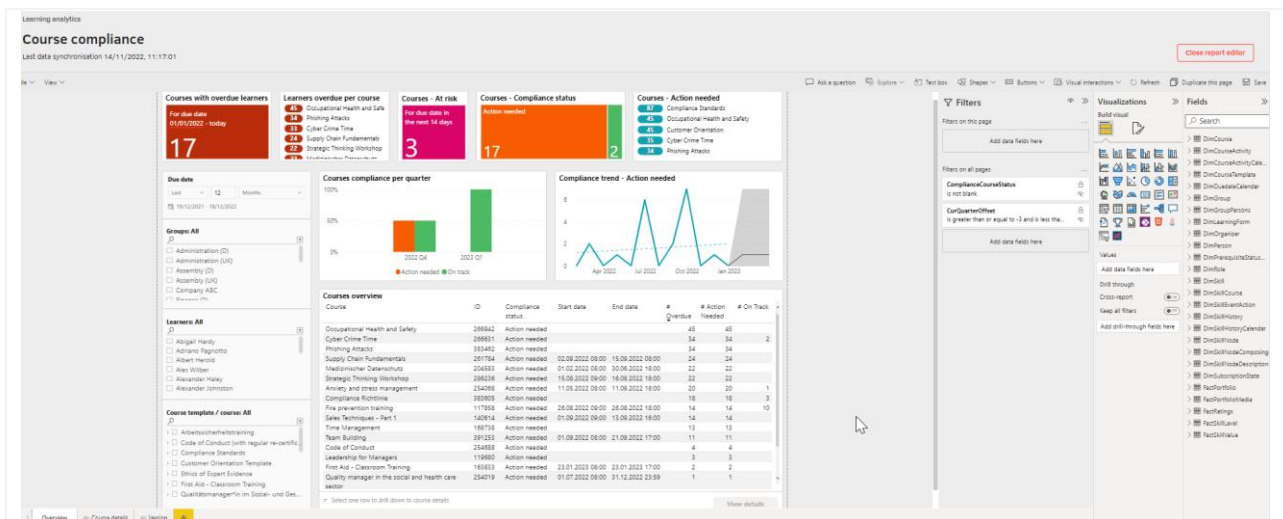 Learning analytics
Course compliance
Last data synchronisation 14/11/2022, 11:17:01
Close report editor
View
Ask a question Explore Text box Shapes Buttons Visual interactions Refresh Duplicate this page Save
Courses with overdue learners
For due date
01/01/2022 - today
17
Learners overdue per course
45 Occupational Health and Safe
34 Phishing Attacks
33 Cyber Crime Time
24 Supply Chain Fundamentals
22 Strategic Thinking Workshop
Courses - At risk
For due date in
the next 14 days
3
Courses - Compliance status
Action needed
17
2
Courses - Action needed
87 Compliance Standards
45 Occupational Health and Safety
45 Customer Orientation
35 Cyber Crime Time
34 Phishing Attacks
Due date
Last 12 Months
19/12/2021 - 18/12/2022
Groups: All
Administration (D)
Administration (UK)
Assembly (D)
Assembly (UK)
Company ABC
Learners: All
Abigail Hardy
Adriano Pagnotto
Albert Herold
Alex Wilber
Alexander Haley
Alexander Johnston
Course template / course: All
Arbeitssicherheitstraining
Code of Conduct (with regular re-certific...
Compliance Standards
Customer Orientation Template
Ethics of Expert Evidence
First Aid - Classroom Training
Qualitätsmanager*in im Sozial- und Ges...
Courses compliance per quarter
100%
50%
0%
2022 Q4 2023 Q1
Action needed On track
Compliance trend - Action needed
6
4
2
0
Apr 2022 Jul 2022 Oct 2022 Jan 2023
Courses overview
Course ID Compliance status Start date End date # Overdue # Action Needed # On Track
Occupational Health and Safety 266942 Action needed 45 45
Cyber Crime Time 266631 Action needed 34 34 2
Phishing Attacks 383462 Action needed 34 34
Supply Chain Fundamentals 261784 Action needed 02.09.2022 08:00 15.09.2022 08:00 24 24
Medizinischer Datenschutz 204583 Action needed 01.02.2022 08:00 30.06.2022 18:00 22 22
Strategic Thinking Workshop 286236 Action needed 15.08.2022 09:00 16.08.2022 18:00 22 22
Anxiety and stress management 254068 Action needed 11.05.2022 08:00 11.09.2022 18:00 20 20 1
Compliance Richtlinie 383605 Action needed 18 18 3
Fire prevention training 117858 Action needed 26.08.2022 08:00 26.08.2022 18:00 14 14 10
Sales Techniques - Part 1 140614 Action needed 01.09.2022 09:00 13.09.2022 16:00 14 14
Time Management 168738 Action needed 13 13
Team Building 391253 Action needed 01.09.2022 08:00 21.09.2022 17:00 11 11
Code of Conduct 254688 Action needed 4 4
Leadership for Managers 119680 Action needed 3 3
First Aid - Classroom Training 163833 Action needed 23.01.2023 08:00 23.01.2023 17:00 2 2
Quality manager in the social and health care 254019 Action needed 01.07.2022 08:00 31.12.2022 23:59 1 1
sector
Select one row to drill down to course details
View details
Filters
Filters on this page
Add data fields here
Filters on all pages
ComplianceCourseStatus
is not blank
CurQuarterOffset
is greater than or equal to -3 and is less tha...
Add data fields here
Visualizations
Build visual
Values
Add data fields here
Drill through
Cross-report
Keep all filters
Add drill-through fields here
Fields
Search
DimCourse
DimCourseActivity
DimCourseActivityCale...
DimCourseTemplate
DimDuedateCalendar
DimGroup
DimGroupPersons
DimLearningForm
DimOrganizer
DimPerson
DimPrerequisiteStatus...
DimRole
DimSkill
DimSkillCourse
DimSkillEventAction
DimSkillHistory
DimSkillHistoryCalendar
DimSkillNode
DimSkillNodeComposing
DimSkillNodeDescription
DimSubscriptionState
FactPortfolio
FactPortfolioMedia
FactRatings
FactSkillLevel
FactSkillValue
Overview Course details